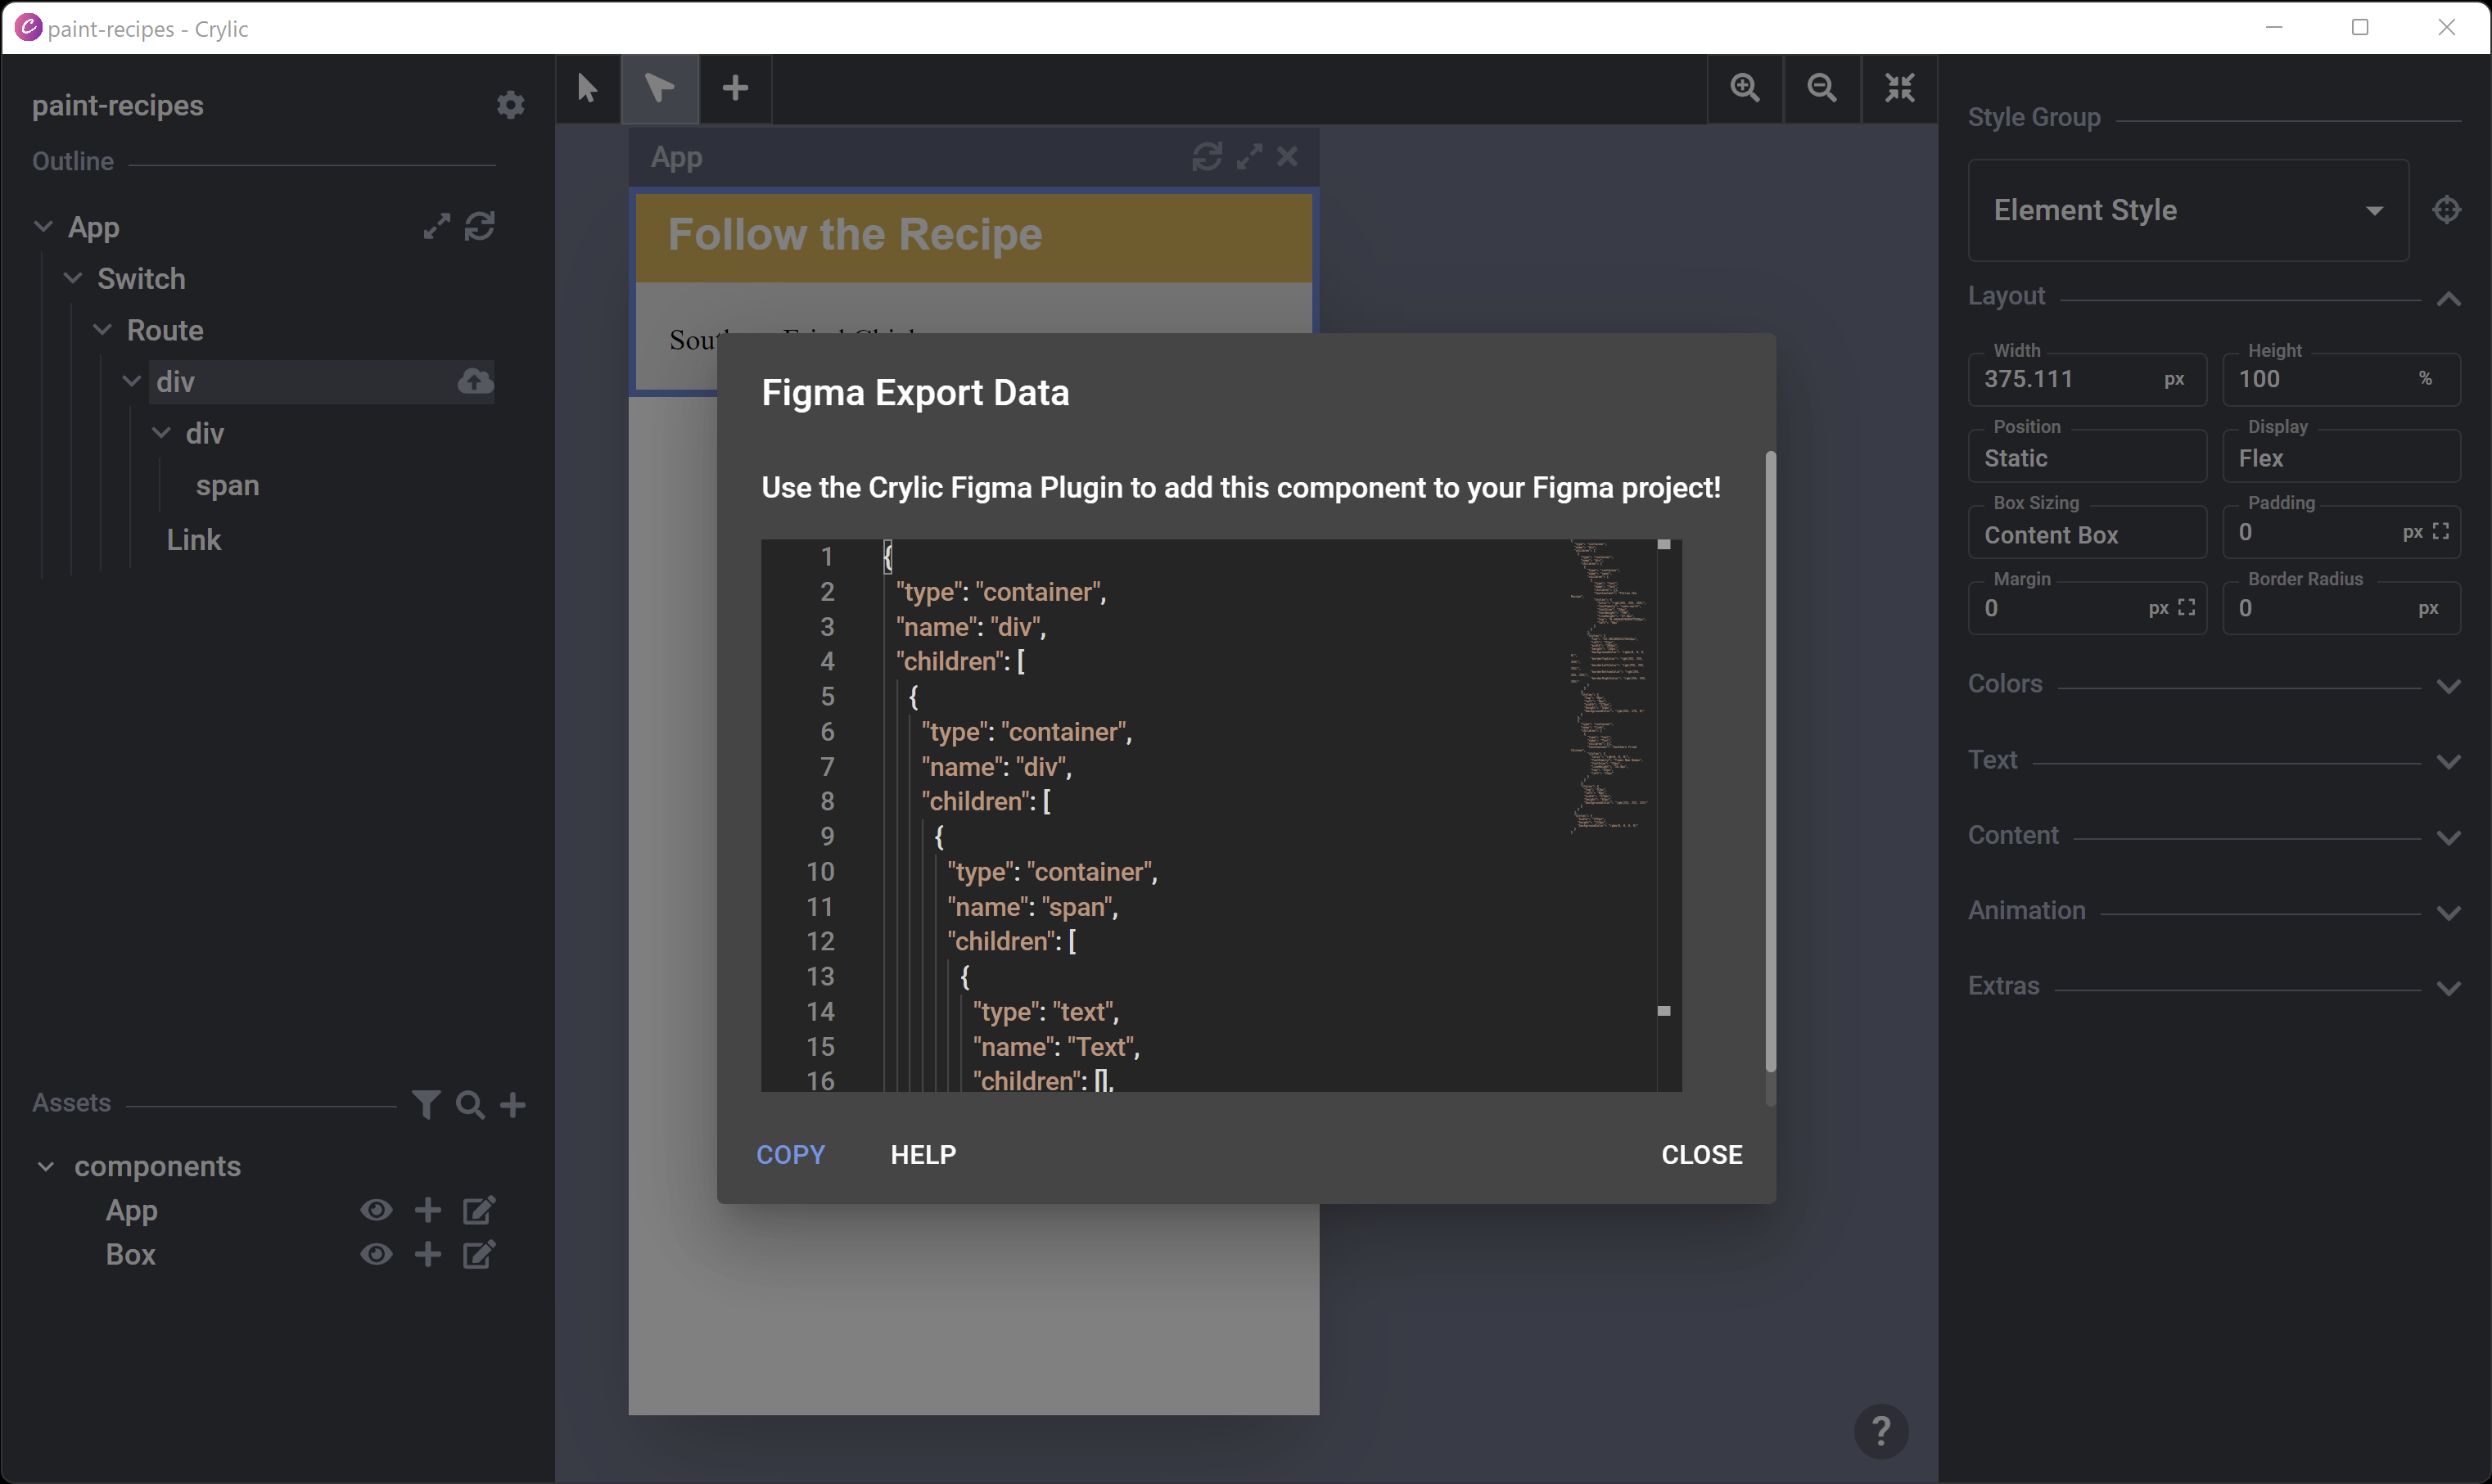 paint-recipes - Crylic
paint-recipes
Outline
App
Switch
Route
div
div
span
Link
Assets
components
App
Box
App
Follow the Recipe
Figma Export Data
Use the Crylic Figma Plugin to add this component to your Figma project!
1 {
2 "type": "container",
3 "name": "div",
4 "children": [
5 {
6 "type": "container",
7 "name": "div",
8 "children": [
9 {
10 "type": "container",
11 "name": "span",
12 "children": [
13 {
14 "type": "text",
15 "name": "Text",
16 "children": [],
COPY HELP CLOSE
?
Style Group
Element Style
Layout
Width Height
375.111 px 100 %
Position Display
Static Flex
Box Sizing Padding
Content Box 0 px
Margin Border Radius
0 px 0 px
Colors
Text
Content
Animation
Extras